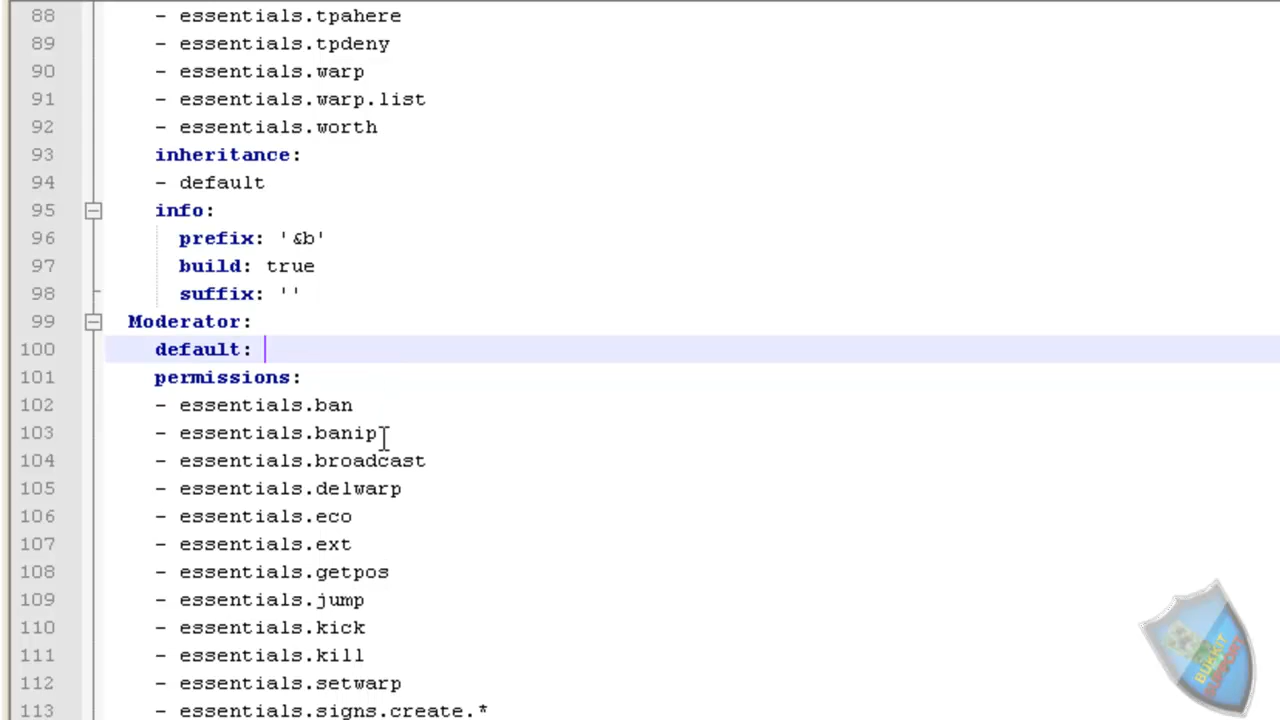 88 - essentials.tpahere
89 - essentials.tpdeny
90 - essentials.warp
91 - essentials.warp.list
92 - essentials.worth
93 inheritance:
94 - default
95 info:
96 prefix: '&b'
97 build: true
98 suffix: ''
99 Moderator:
100 default:
101 permissions:
102 - essentials.ban
103 - essentials.banip
104 - essentials.broadcast
105 - essentials.delwarp
106 - essentials.eco
107 - essentials.ext
108 - essentials.getpos
109 - essentials.jump
110 - essentials.kick
111 - essentials.kill
112 - essentials.setwarp
113 - essentials.signs.create.*
BUKKIT
SUPPORT